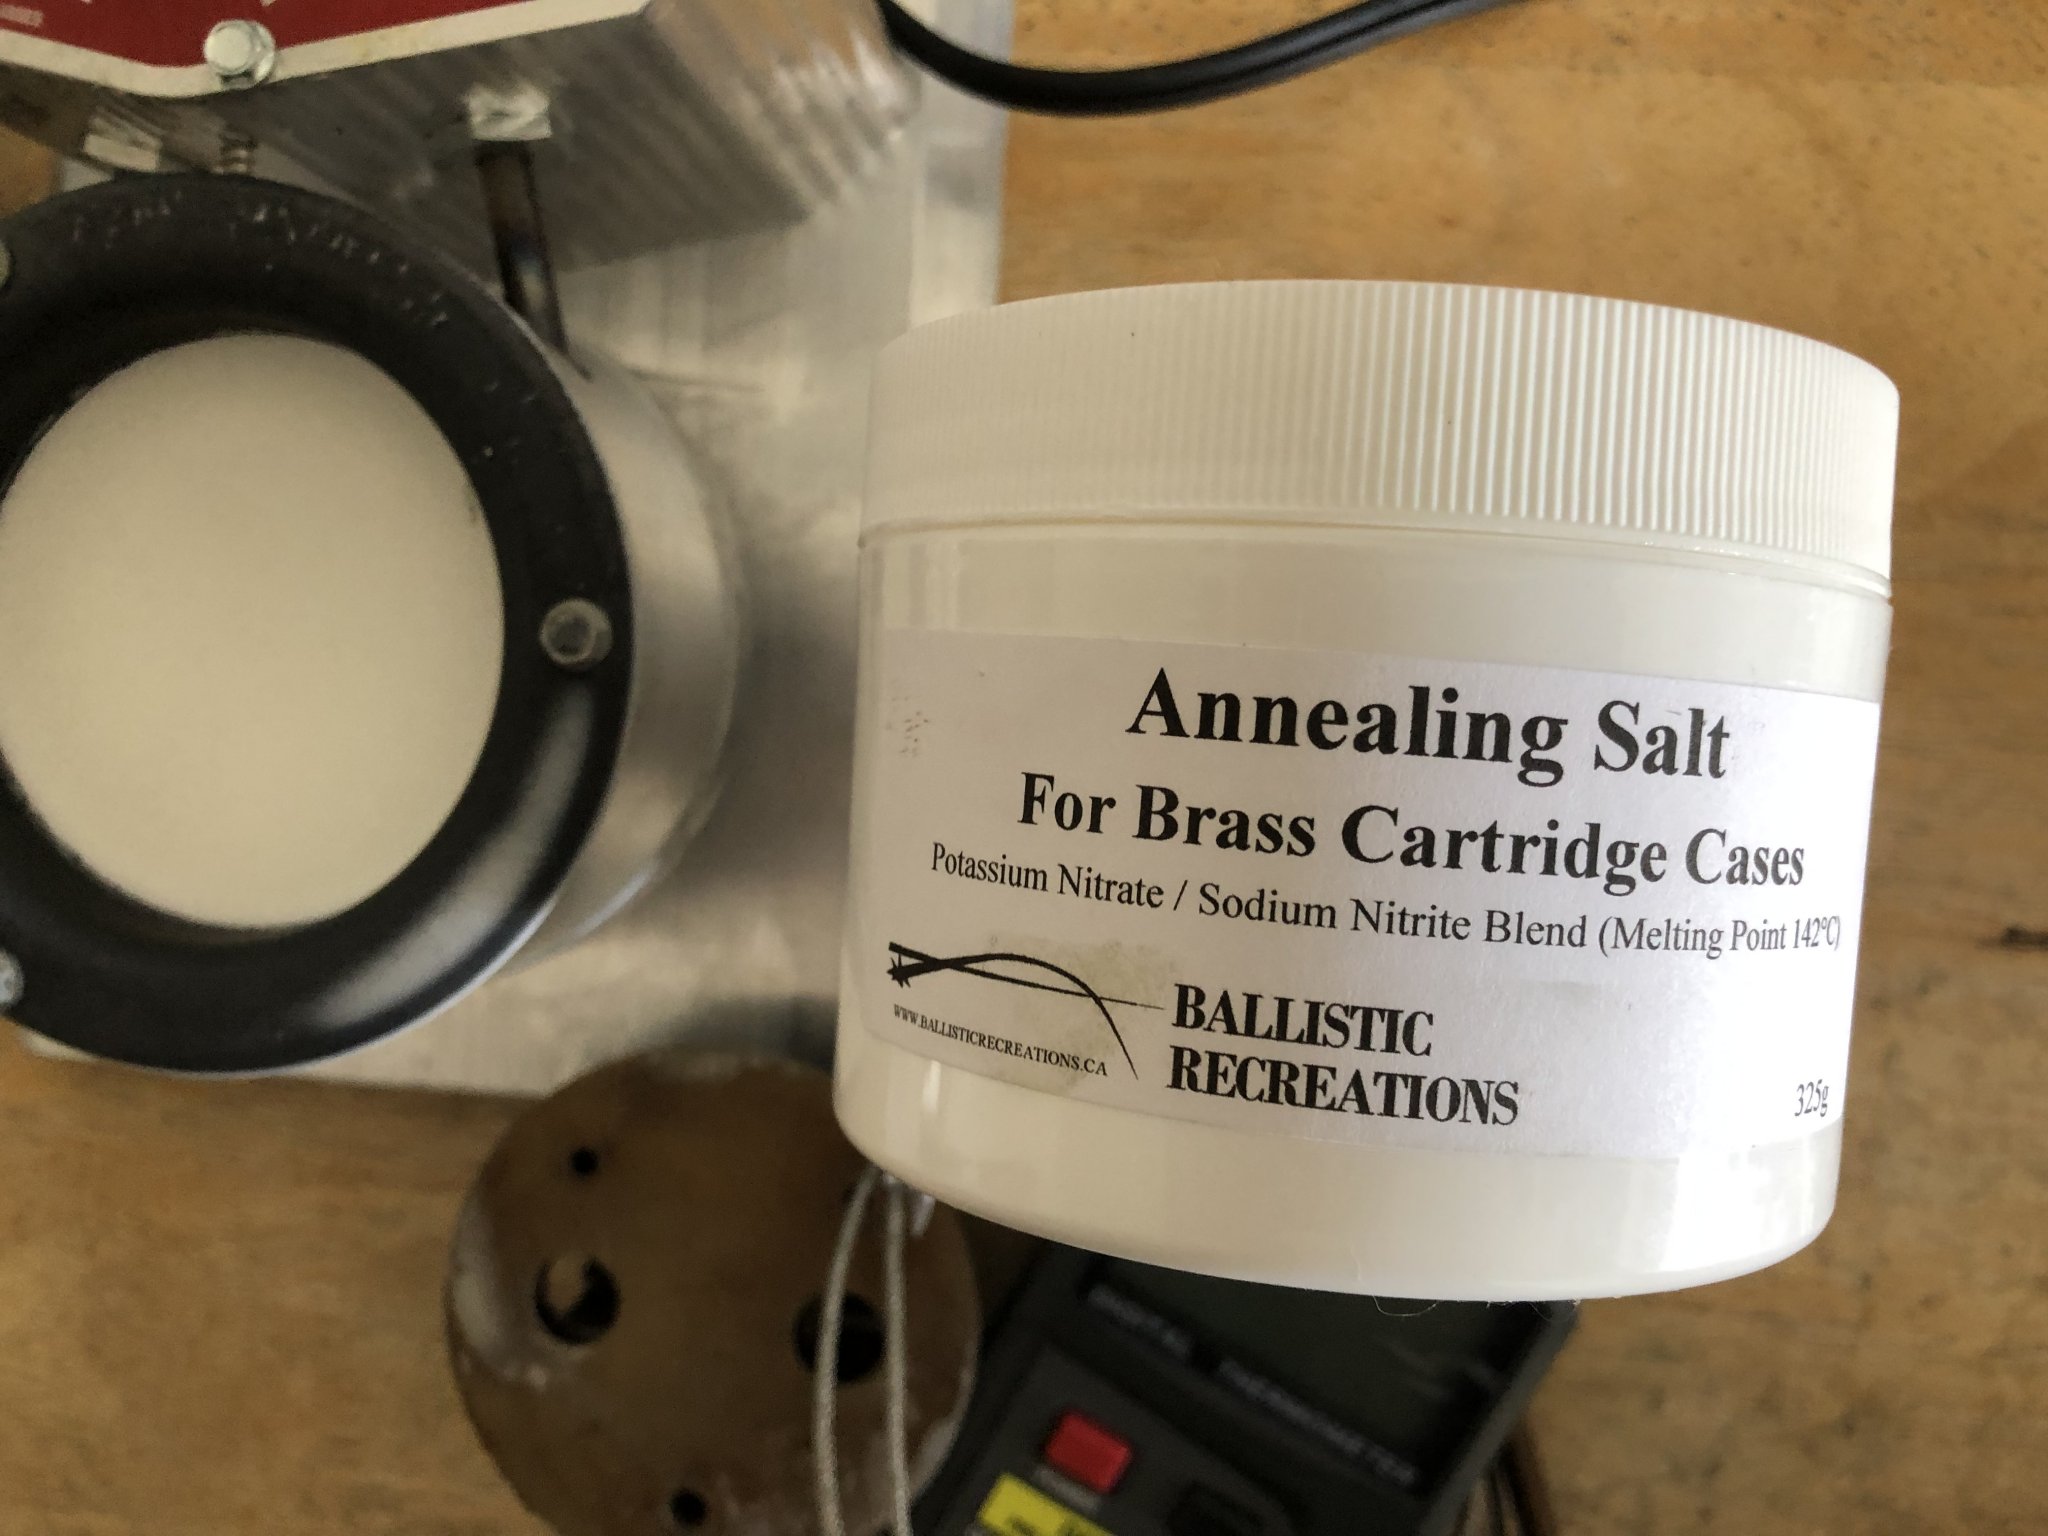 Annealing Salt
For Brass Cartridge Cases
Potassium Nitrate / Sodium Nitrite Blend (Melting Point 142°C)
WWW.BALLISTICRECREATIONS.CA
BALLISTIC
RECREATIONS
325g
THERMOMETER